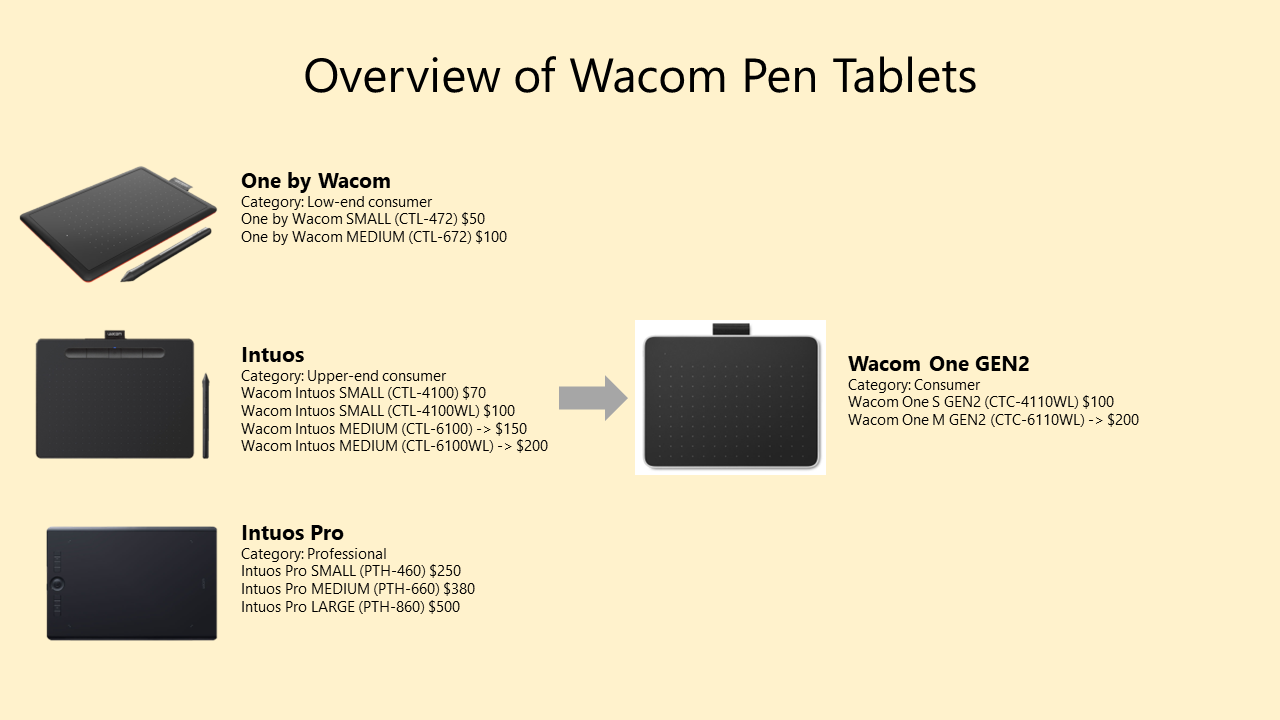 Overview of Wacom Pen Tablets
One by Wacom
Category: Low-end consumer
One by Wacom SMALL (CTL-472) $50
One by Wacom MEDIUM (CTL-672) $100
Intuos
Category: Upper-end consumer
Wacom Intuos SMALL (CTL-4100) $70
Wacom Intuos SMALL (CTL-4100WL) $100
Wacom Intuos MEDIUM (CTL-6100) -> $150
Wacom Intuos MEDIUM (CTL-6100WL) -> $200
Wacom One GEN2
Category: Consumer
Wacom One S GEN2 (CTC-4110WL) $100
Wacom One M GEN2 (CTC-6110WL) -> $200
Intuos Pro
Category: Professional
Intuos Pro SMALL (PTH-460) $250
Intuos Pro MEDIUM (PTH-660) $380
Intuos Pro LARGE (PTH-860) $500